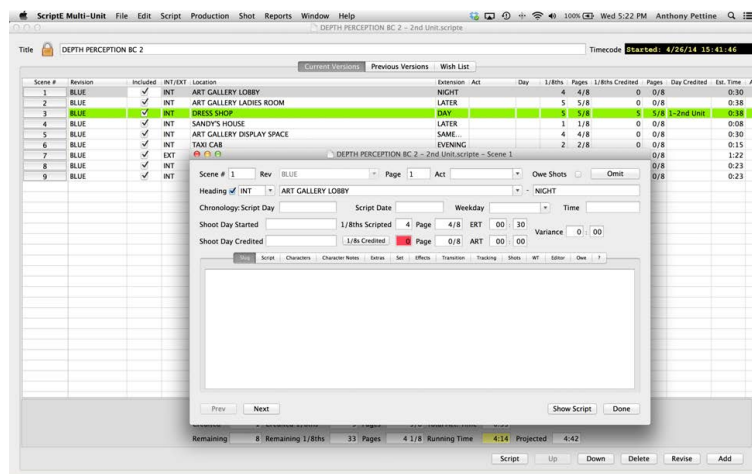 ScriptE Multi-Unit File Edit Script Production Shot Reports Window Help 100% Wed 5:22 PM Anthony Pettine
DEPTH PERCEPTION BC 2 - 2nd Unit.scripte
Title DEPTH PERCEPTION BC 2 Timecode Started: 4/26/14 15:41:46
Current Versions Previous Versions Wish List
Scene # Revision Included INT/EXT Location Extension Act Day 1/8ths Pages 1/8ths Credited Pages Day Credited Est. Time
1 BLUE INT ART GALLERY LOBBY NIGHT 4 4/8 0 0/8 0:30
2 BLUE INT ART GALLERY LADIES ROOM LATER 5 5/8 0 0/8 0:38
3 BLUE INT DRESS SHOP DAY 5 5/8 5 5/8 1-2nd Unit 0:38
4 BLUE INT SANDY'S HOUSE LATER 1 1/8 0 0/8 0:08
5 BLUE INT ART GALLERY DISPLAY SPACE SAME... 4 4/8 0 0/8 0:30
6 BLUE INT TAXI CAB EVENING 2 2/8 0 0/8 0:15
7 BLUE EXT 0/8 1:22
8 BLUE INT 0/8 0:23
9 BLUE INT 0/8 0:23
DEPTH PERCEPTION BC 2 - 2nd Unit.scripte - Scene 1
Scene # 1 Rev BLUE Page 1 Act Owe Shots Omit
Heading INT ART GALLERY LOBBY - NIGHT
Chronology: Script Day Script Date Weekday Time
Shoot Day Started 1/8ths Scripted 4 Page 4/8 ERT 00 : 30
Variance 0 : 00
Shoot Day Credited 1/8s Credited 0 Page 0/8 ART 00 : 00
Slug Script Characters Character Notes Extras Set Effects Transition Tracking Shots WT Editor Owe ?
Prev Next Show Script Done
Remaining 8 Remaining 1/8ths 33 Pages 4 1/8 Running Time 4:14 Projected 4:42
Script Up Down Delete Revise Add